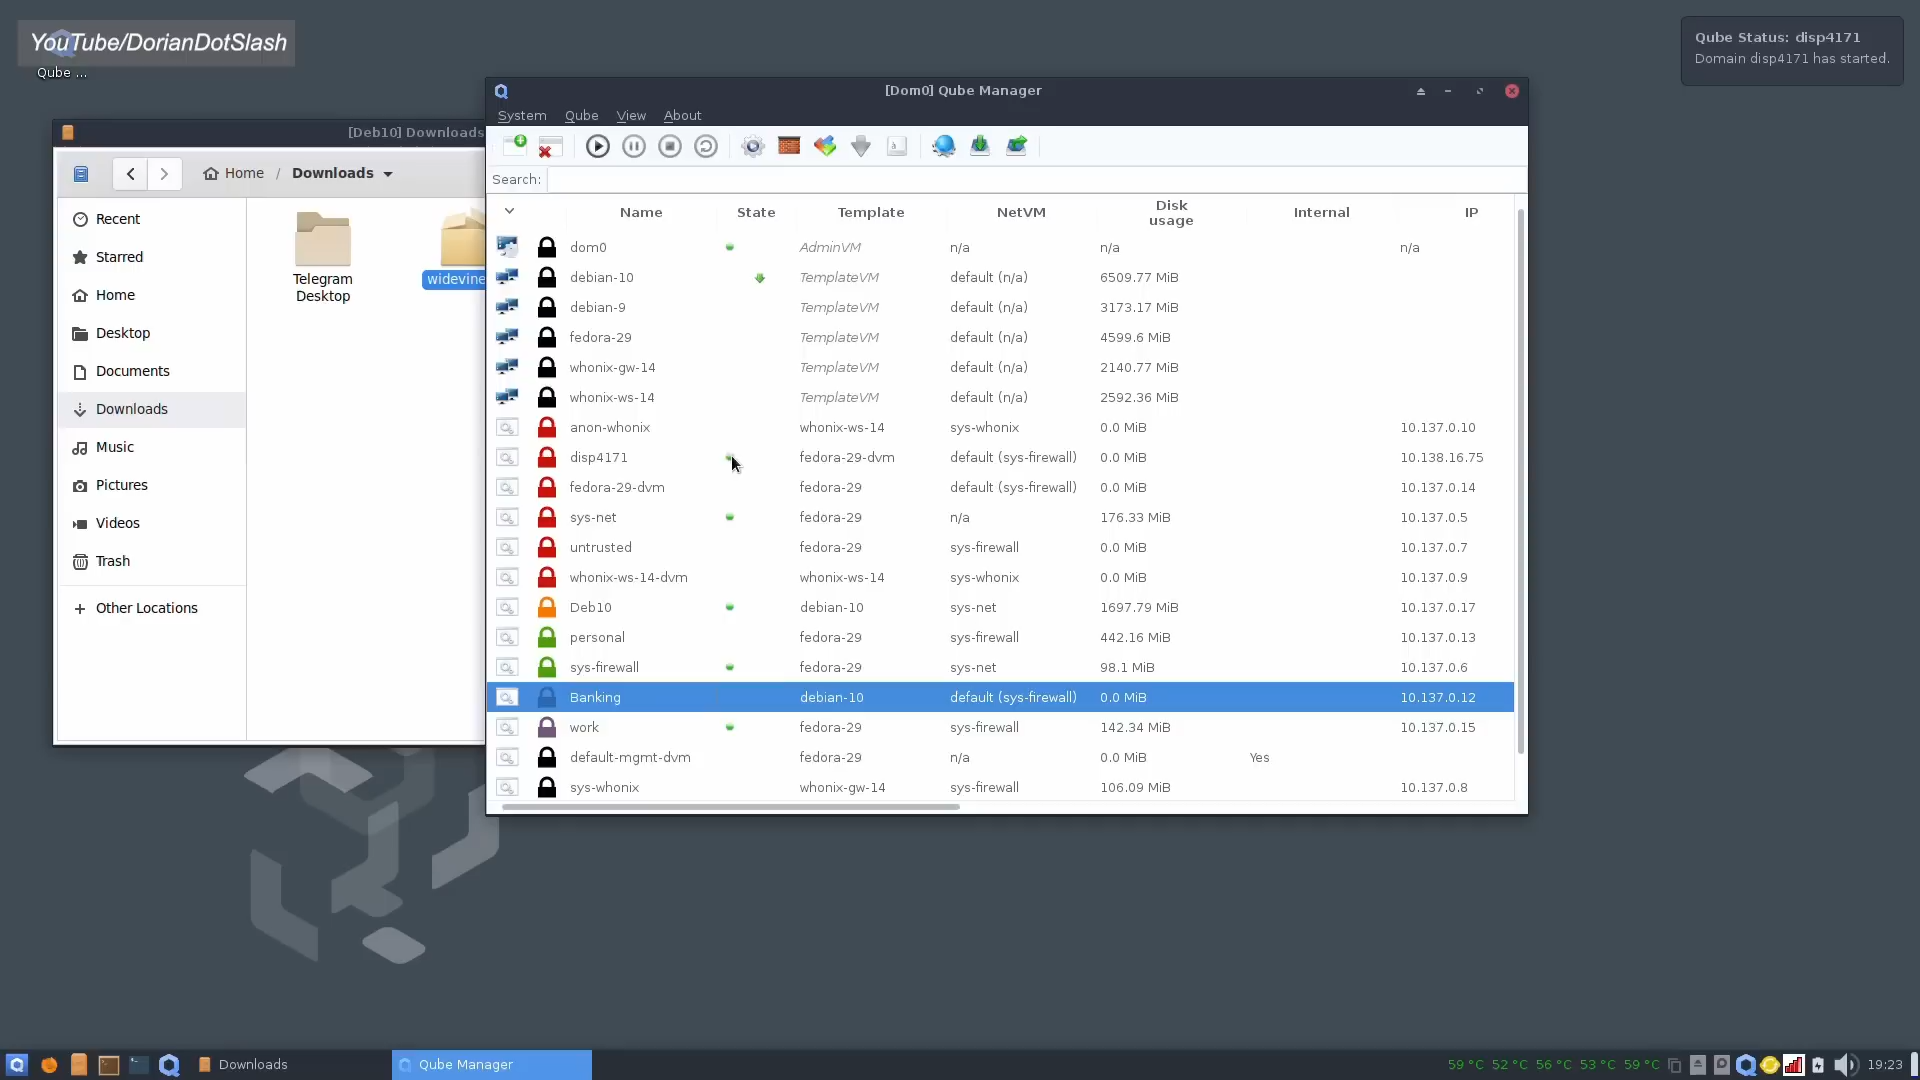 YouTube/DorianDotSlash
Qube ...
Qube Status: disp4171
Domain disp4171 has started.
[Deb10] Downloads
Home / Downloads
Recent
Starred
Home
Desktop
Documents
Downloads
Music
Pictures
Videos
Trash
+ Other Locations
Telegram
Desktop
widevine
[Dom0] Qube Manager
System Qube View About
Search:
Name State Template NetVM Disk usage Internal IP
dom0 AdminVM n/a n/a n/a
debian-10 TemplateVM default (n/a) 6509.77 MiB
debian-9 TemplateVM default (n/a) 3173.17 MiB
fedora-29 TemplateVM default (n/a) 4599.6 MiB
whonix-gw-14 TemplateVM default (n/a) 2140.77 MiB
whonix-ws-14 TemplateVM default (n/a) 2592.36 MiB
anon-whonix whonix-ws-14 sys-whonix 0.0 MiB 10.137.0.10
disp4171 fedora-29-dvm default (sys-firewall) 0.0 MiB 10.138.16.75
fedora-29-dvm fedora-29 default (sys-firewall) 0.0 MiB 10.137.0.14
sys-net fedora-29 n/a 176.33 MiB 10.137.0.5
untrusted fedora-29 sys-firewall 0.0 MiB 10.137.0.7
whonix-ws-14-dvm whonix-ws-14 sys-whonix 0.0 MiB 10.137.0.9
Deb10 debian-10 sys-net 1697.79 MiB 10.137.0.17
personal fedora-29 sys-firewall 442.16 MiB 10.137.0.13
sys-firewall fedora-29 sys-net 98.1 MiB 10.137.0.6
Banking debian-10 default (sys-firewall) 0.0 MiB 10.137.0.12
work fedora-29 sys-firewall 142.34 MiB 10.137.0.15
default-mgmt-dvm fedora-29 n/a 0.0 MiB Yes
sys-whonix whonix-gw-14 sys-firewall 106.09 MiB 10.137.0.8
Downloads
Qube Manager
59 °C 52 °C 56 °C 53 °C 59 °C
19:23